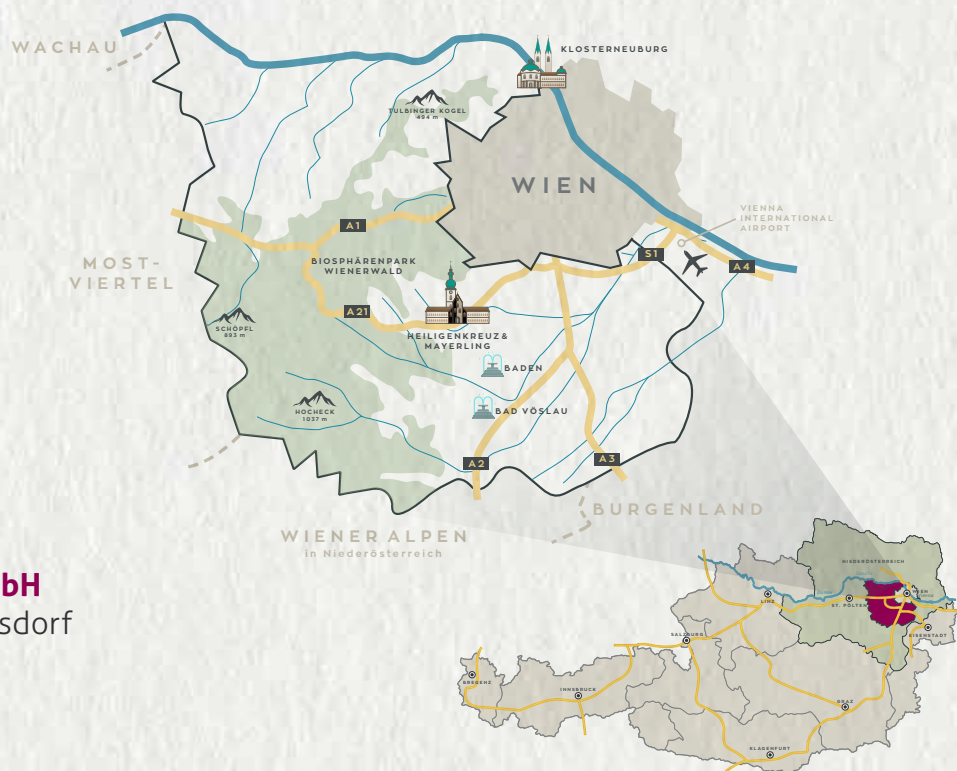 WACHAU
KLOSTERNEUBURG
TULBINGER KOGEL
494 m
WIEN
VIENNA
INTERNATIONAL
AIRPORT
A1
S1
A4
BIOSPHÄRENPARK
WIENERWALD
MOST-
VIERTEL
A21
SCHÖPFL
893 m
HEILIGENKREUZ&
MAYERLING
BADEN
HOCHECK
1037 m
BAD VÖSLAU
A2
A3
BURGENLAND
WIENER ALPEN
in Niederösterreich
bH
sdorf
NIEDERÖSTERREICH
LINZ
ST. PÖLTEN
WIEN
EISENSTADT
SALZBURG
BREGENZ
INNSBRUCK
GRAZ
KLAGENFURT